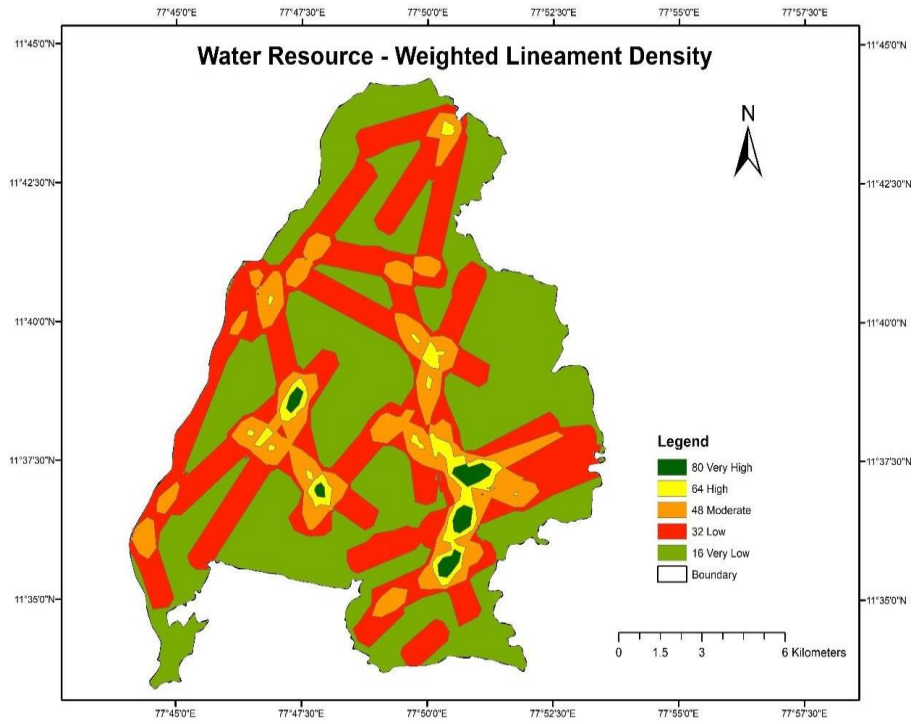 77°45'0"E 77°47'30"E 77°50'0"E 77°52'30"E 77°55'0"E 77°57'30"E
11°45'0"N 11°45'0"N
Water Resource - Weighted Lineament Density
N
11°42'30"N 11°42'30"N
11°40'0"N 11°40'0"N
Legend
11°37'30"N 11°37'30"N
80 Very High
64 High
48 Moderate
32 Low
16 Very Low
Boundary
11°35'0"N 11°35'0"N
0 1.5 3 6 Kilometers
77°45'0"E 77°47'30"E 77°50'0"E 77°52'30"E 77°55'0"E 77°57'30"E